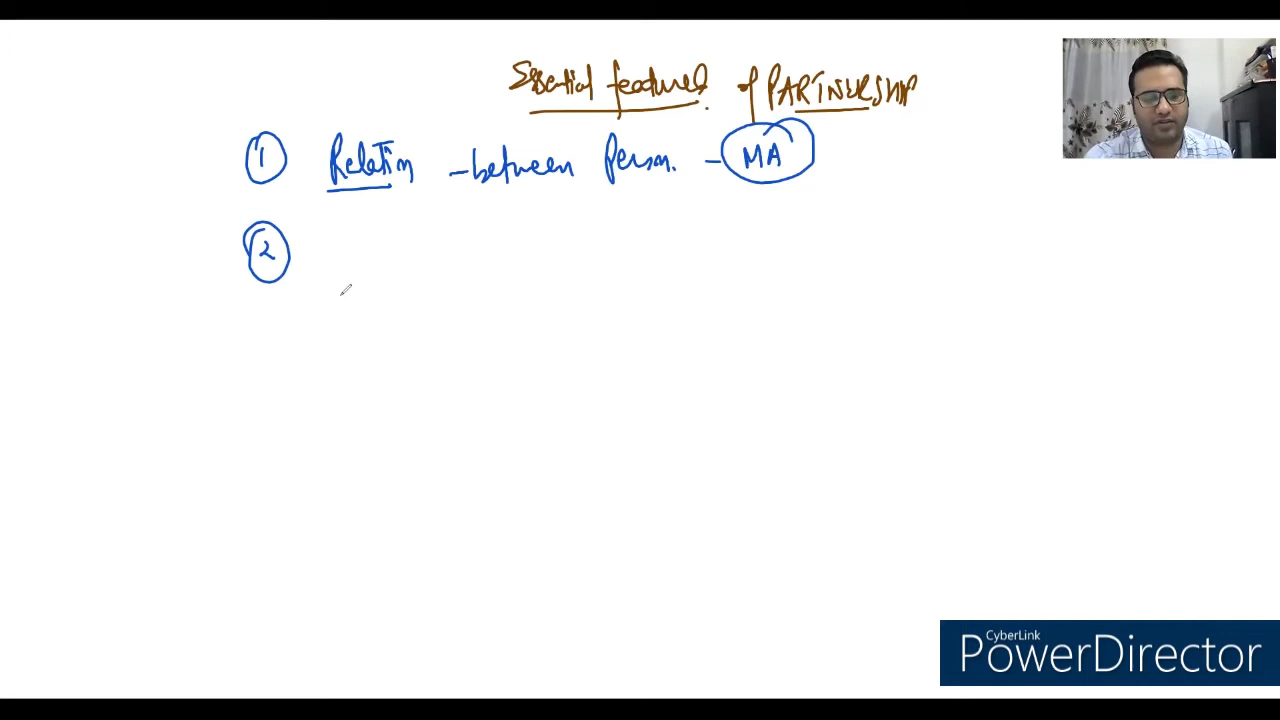 Essential features of PARTNERSHIP
1 Relation - between Person. - MA
2
CyberLink
PowerDirector